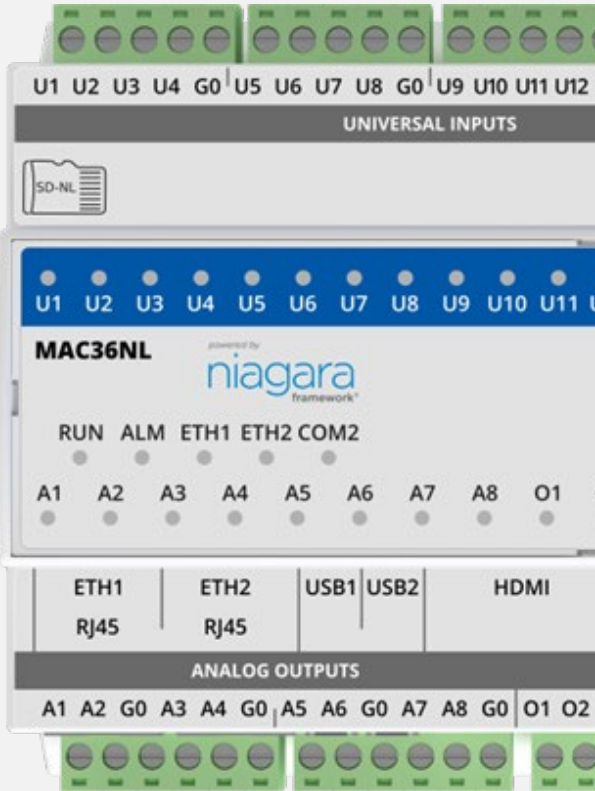 U1 U2 U3 U4 G0 U5 U6 U7 U8 G0 U9 U10 U11 U12
UNIVERSAL INPUTS
SD-NL
U1 U2 U3 U4 U5 U6 U7 U8 U9 U10 U11
MAC36NL
powered by
niagara
framework®
RUN ALM ETH1 ETH2 COM2
A1 A2 A3 A4 A5 A6 A7 A8 O1
ETH1 ETH2 USB1 USB2 HDMI
RJ45 RJ45
ANALOG OUTPUTS
A1 A2 G0 A3 A4 G0 A5 A6 G0 A7 A8 G0 O1 O2